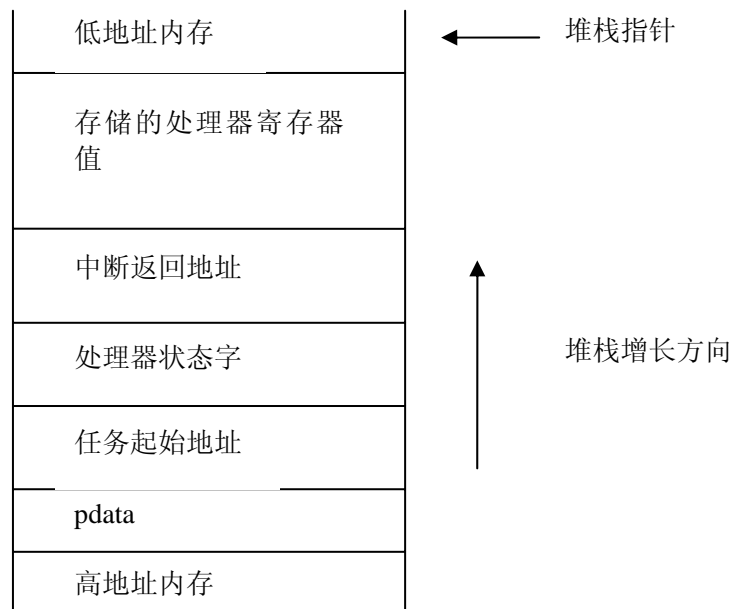 低地址内存
堆栈指针
存储的处理器寄存器
值
中断返回地址
处理器状态字
堆栈增长方向
任务起始地址
pdata
高地址内存